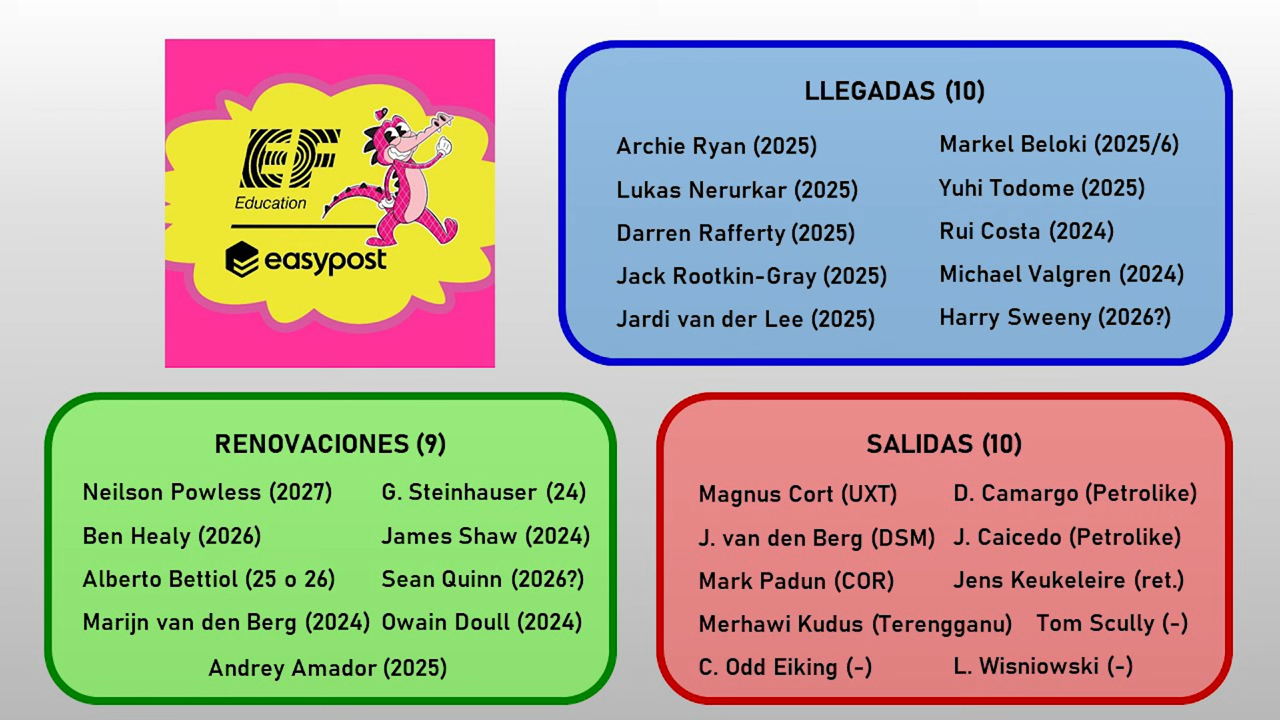 EF
Education
easypost
LLEGADAS (10)
Archie Ryan (2025)
Lukas Nerurkar (2025)
Darren Rafferty (2025)
Jack Rootkin-Gray (2025)
Jardi van der Lee (2025)
Markel Beloki (2025/6)
Yuhi Todome (2025)
Rui Costa (2024)
Michael Valgren (2024)
Harry Sweeny (2026?)
RENOVACIONES (9)
Neilson Powless (2027)
Ben Healy (2026)
Alberto Bettiol (25 o 26)
Marijn van den Berg (2024)
G. Steinhauser (24)
James Shaw (2024)
Sean Quinn (2026?)
Owain Doull (2024)
Andrey Amador (2025)
SALIDAS (10)
Magnus Cort (UXT)
J. van den Berg (DSM)
Mark Padun (COR)
Merhawi Kudus (Terengganu)
C. Odd Eiking (-)
D. Camargo (Petrolike)
J. Caicedo (Petrolike)
Jens Keukeleire (ret.)
Tom Scully (-)
L. Wisniowski (-)